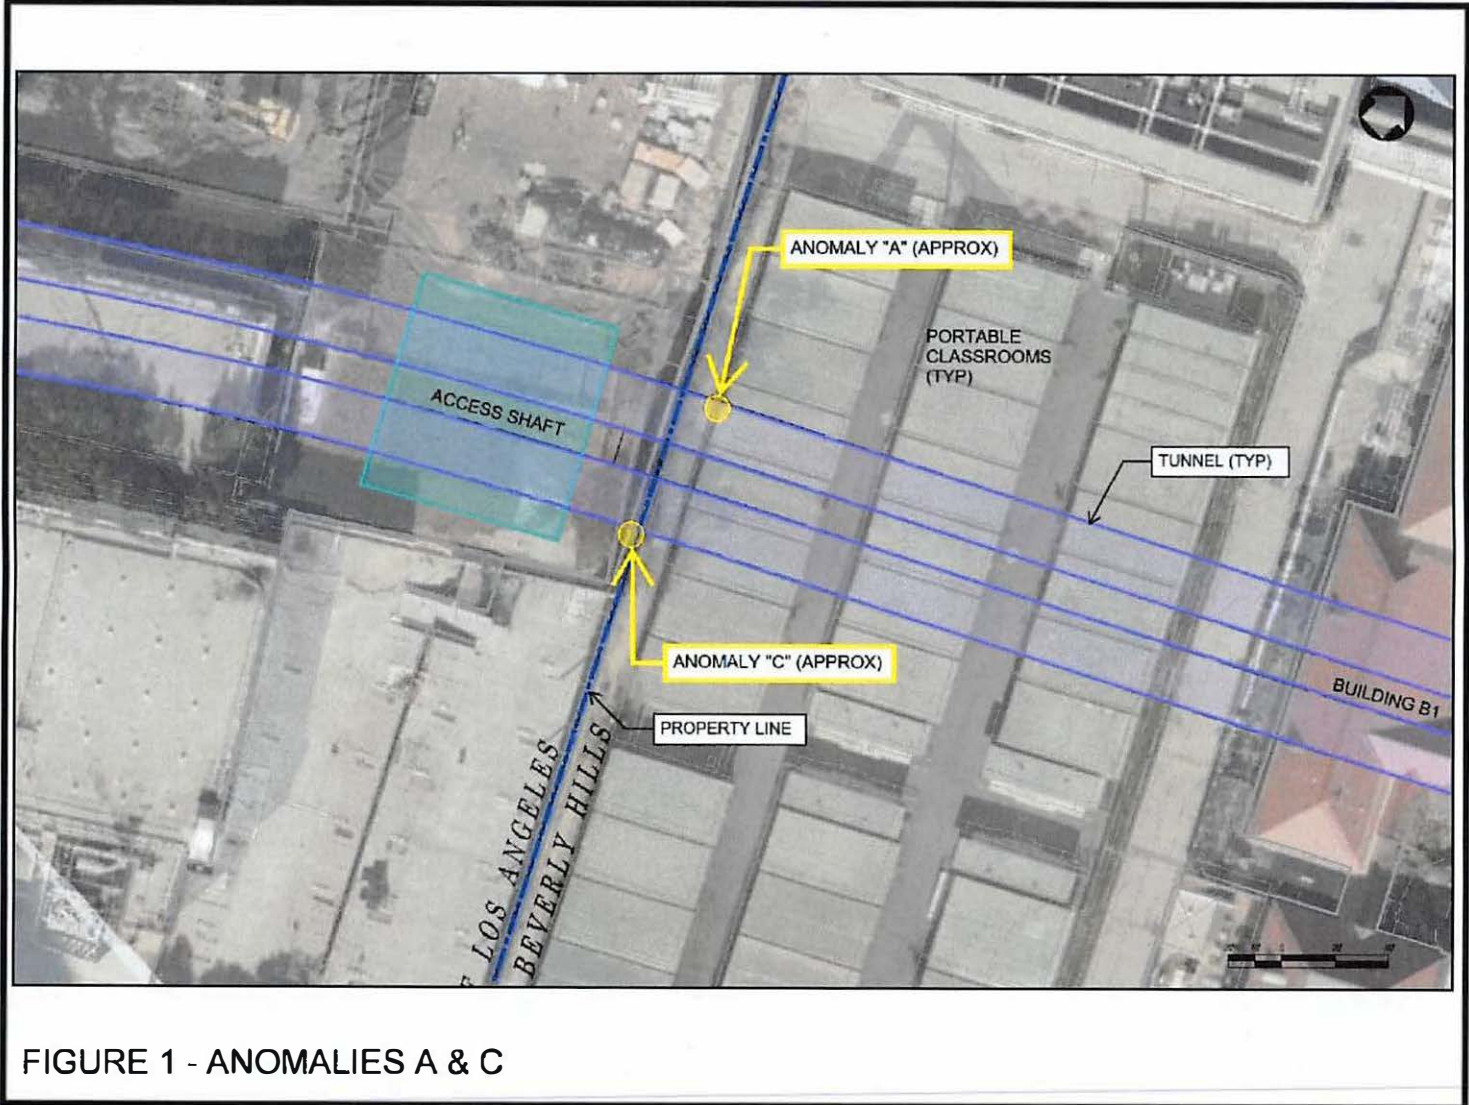 ANOMALY "A" (APPROX)
PORTABLE
CLASSROOMS
(TYP)
ACCESS SHAFT
TUNNEL (TYP)
ANOMALY "C" (APPROX)
BUILDING B1
PROPERTY LINE
LOS ANGELES
BEVERLY HILLS
FIGURE 1 - ANOMALIES A & C